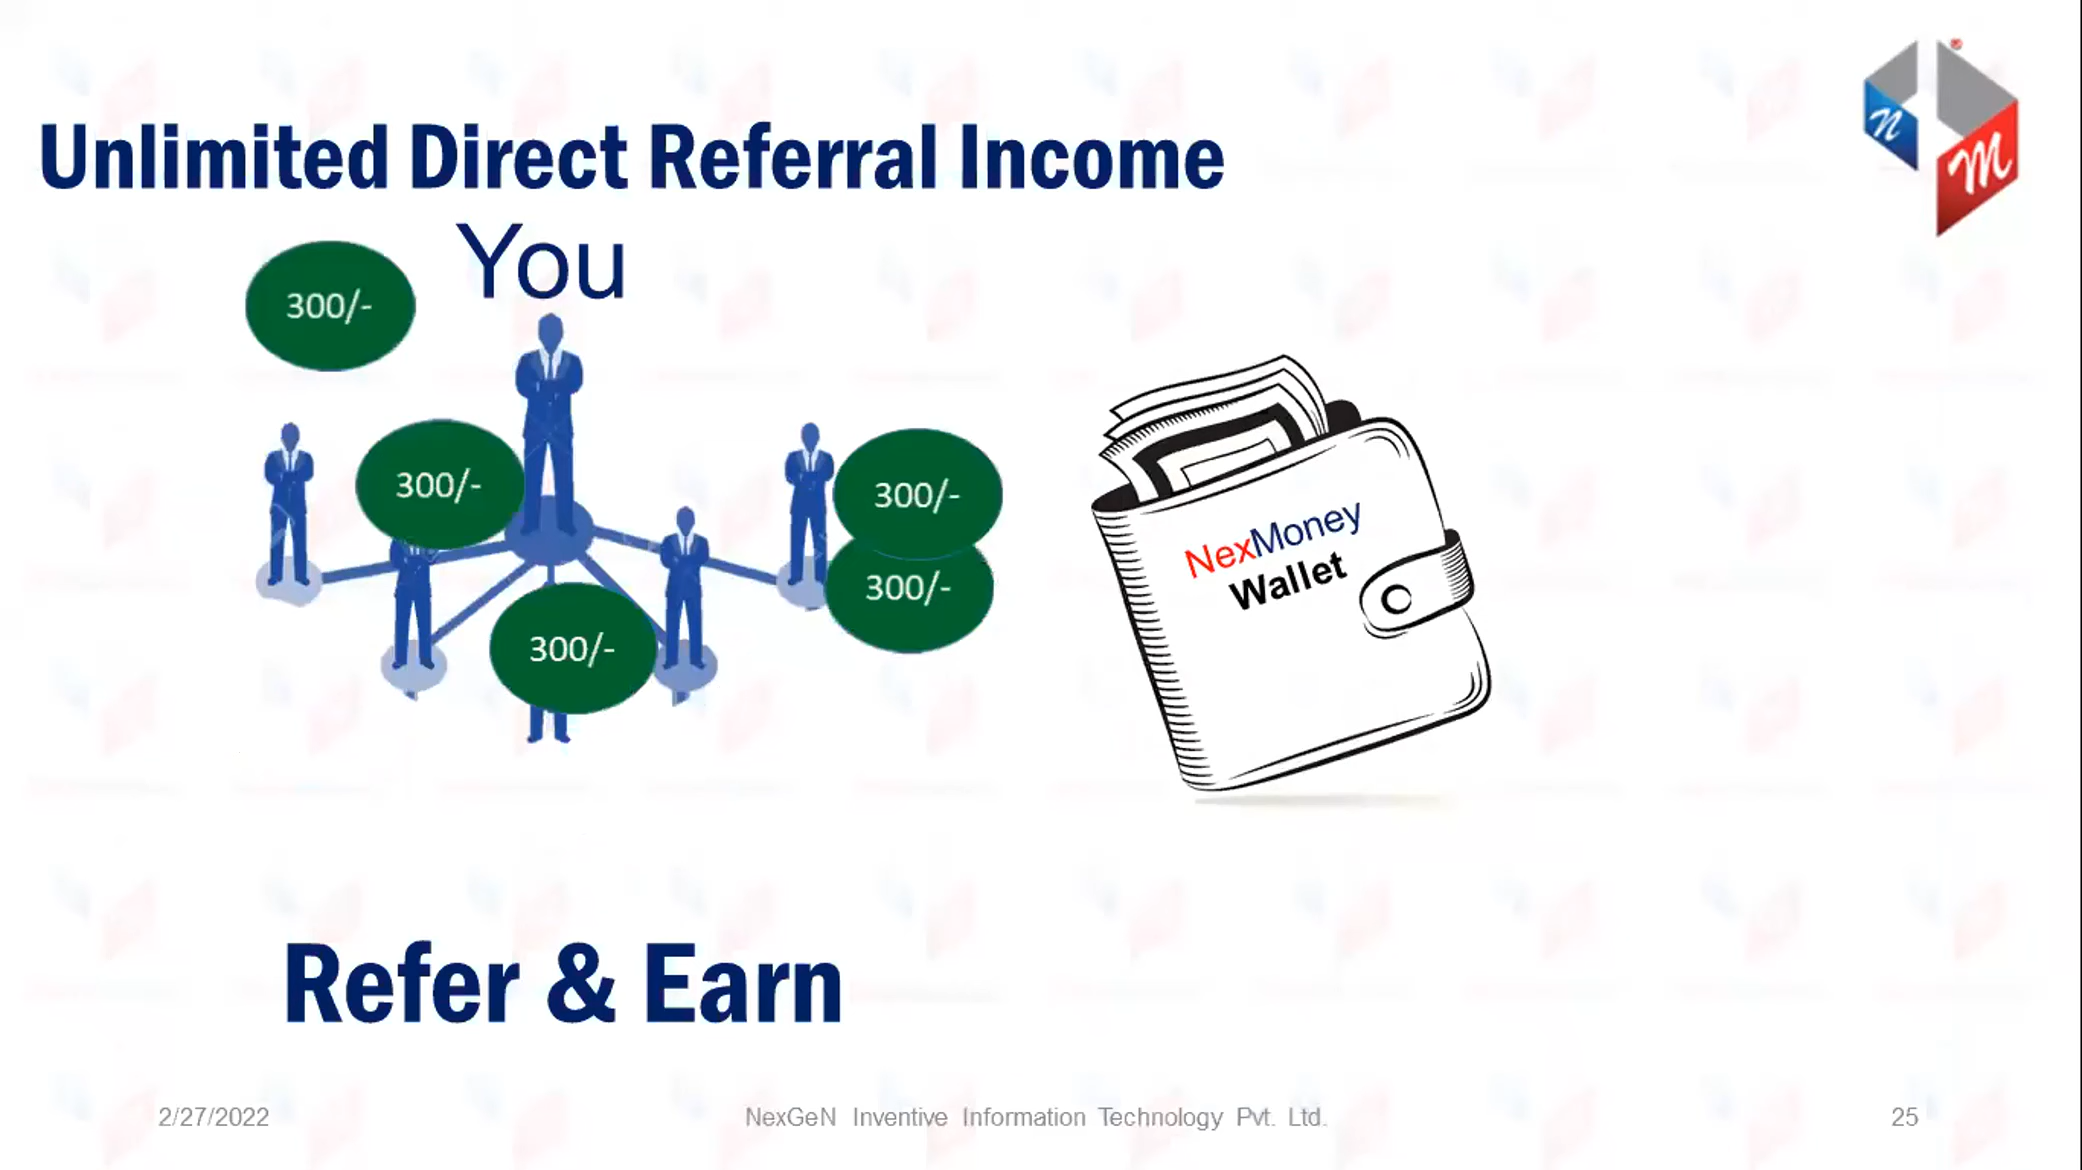 Unlimited Direct Referral Income
You
300/-
300/-
300/-
300/-
300/-
NexMoney
Wallet
n
M
®
Refer & Earn
2/27/2022
NexGeN Inventive Information Technology Pvt. Ltd.
25